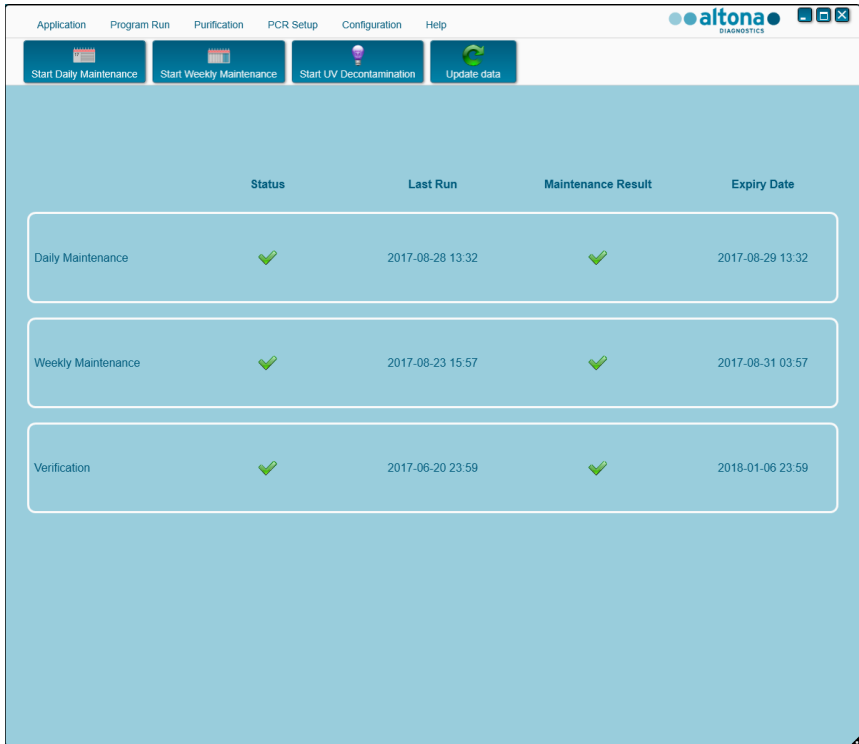 Application Program Run Purification PCR Setup Configuration Help
altona
DIAGNOSTICS
Start Daily Maintenance Start Weekly Maintenance Start UV Decontamination Update data
Status Last Run Maintenance Result Expiry Date
Daily Maintenance 2017-08-28 13:32 2017-08-29 13:32
Weekly Maintenance 2017-08-23 15:57 2017-08-31 03:57
Verification 2017-06-20 23:59 2018-01-06 23:59